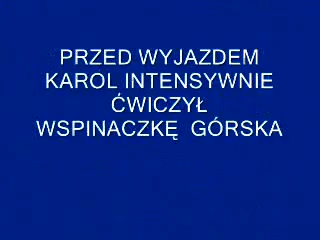 PRZED WYJAZDEM
KAROL INTENSYWNIE
ĆWICZYŁ
WSPINACZKĘ GÓRSKA